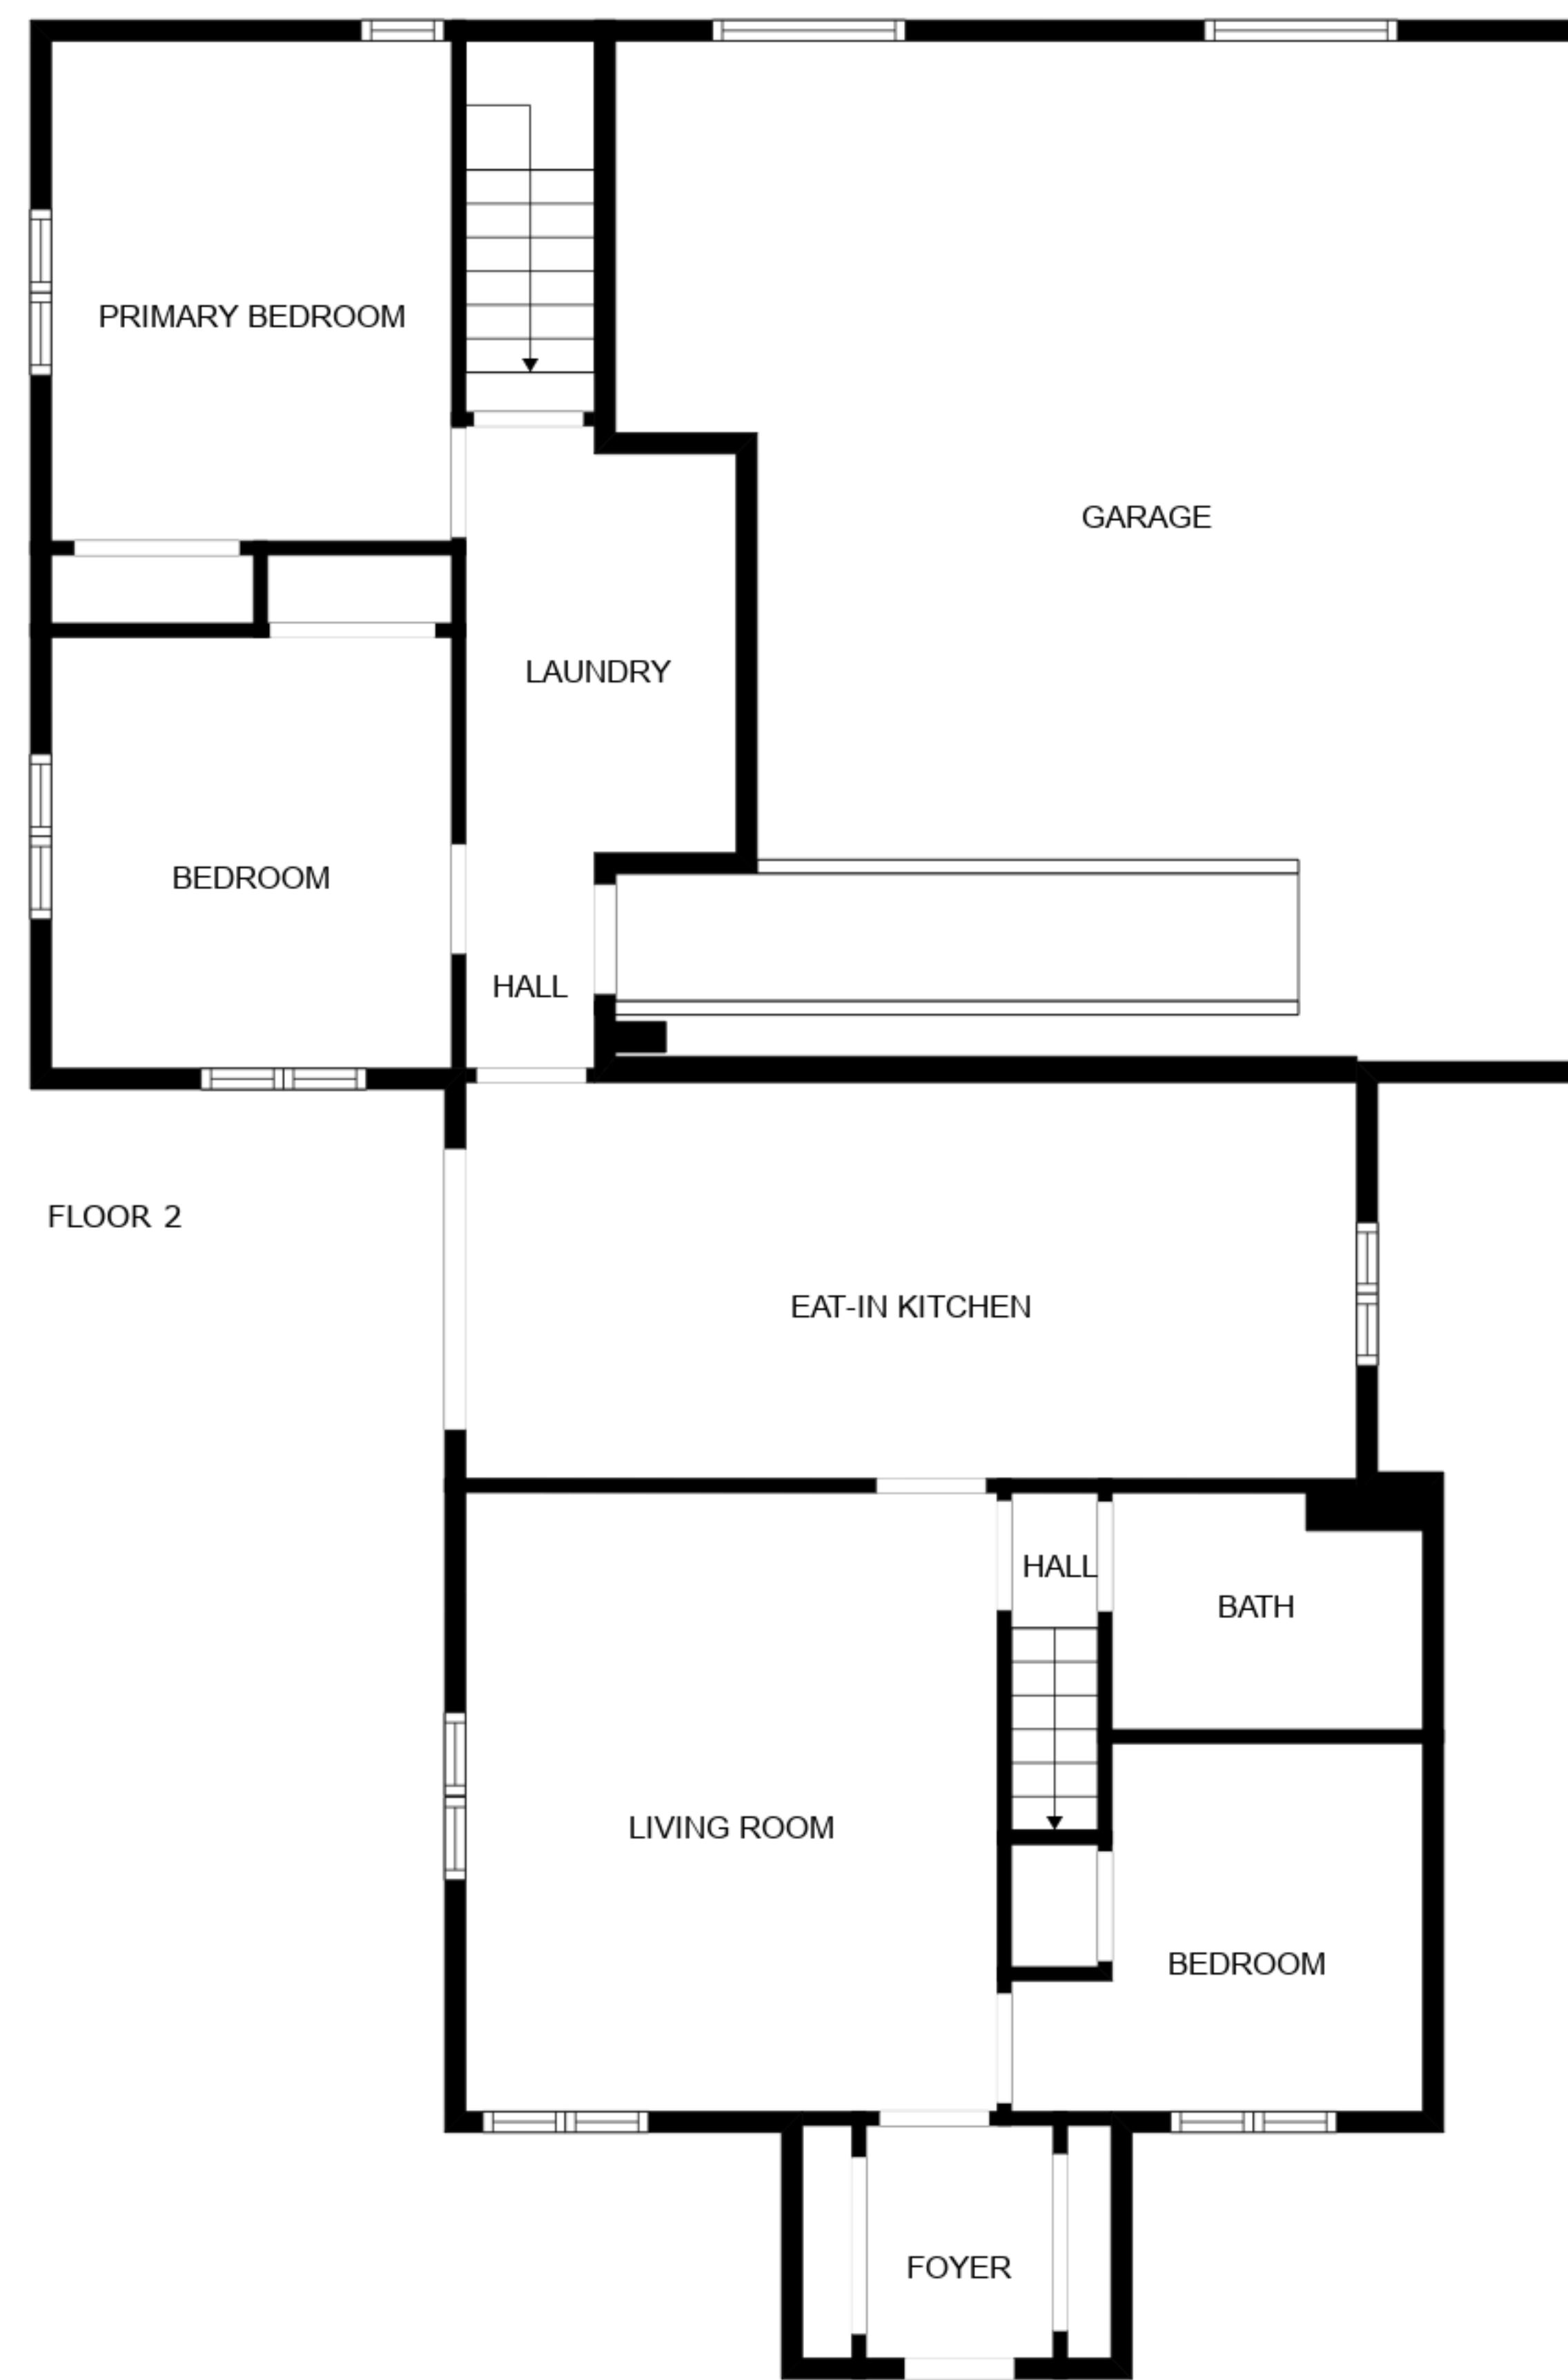 PRIMARY BEDROOM
GARAGE
LAUNDRY
BEDROOM
HALL
FLOOR 2
EAT-IN KITCHEN
HALL
BATH
LIVING ROOM
BEDROOM
FOYER